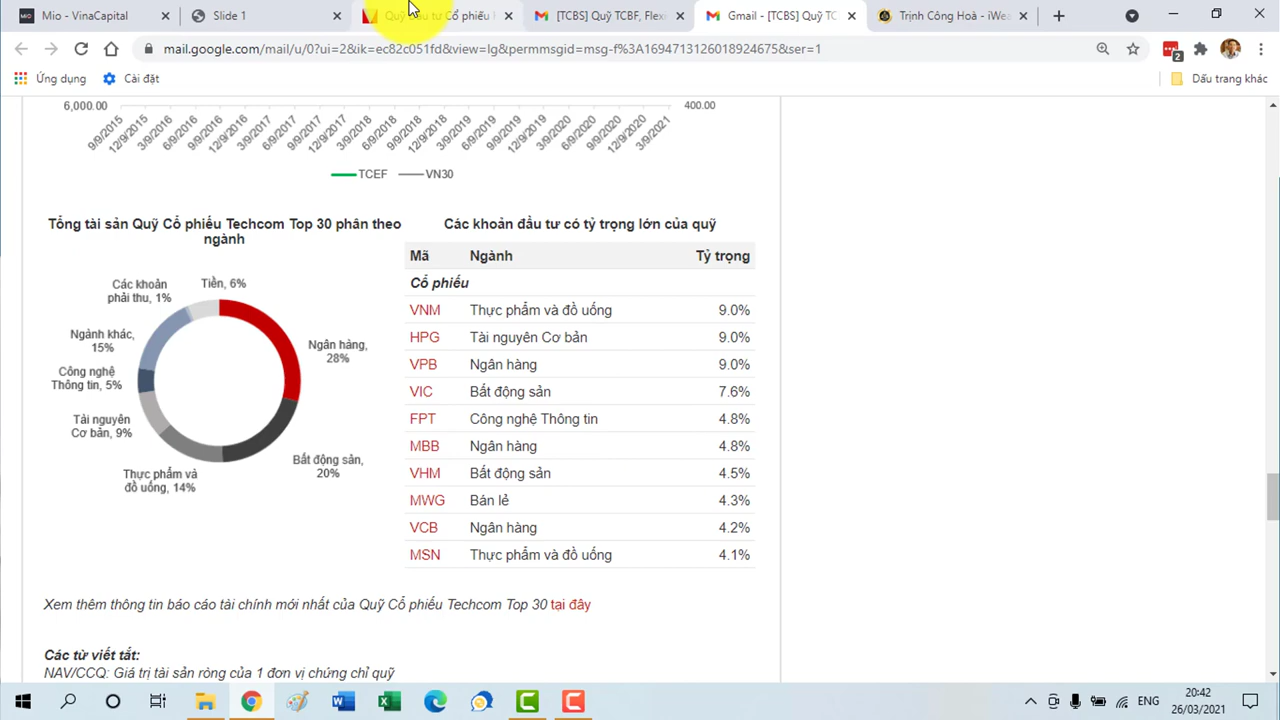 Mio - VinaCapital
Slide 1
Quỹ đầu tư Cổ phiếu
[TCBS] Quỹ TCBF, Flex
Gmail - [TCBS] Quỹ TC
Trịnh Công Hoà - iWea
mail.google.com/mail/u/0?ui=2&ik=ec82c051fd&view=lg&permmsgid=msg-f%3A1694713126018924675&ser=1
2
Ứng dụng
Cài đặt
Dấu trang khác
6,000.00
400.00
9/9/2015
12/9/2015
3/9/2016
6/9/2016
9/9/2016
12/9/2016
3/9/2017
6/9/2017
9/9/2017
12/9/2017
3/9/2018
6/9/2018
9/9/2018
12/9/2018
3/9/2019
6/9/2019
9/9/2019
12/9/2019
3/9/2020
6/9/2020
9/9/2020
12/9/2020
3/9/2021
TCEF
VN30
Tổng tài sản Quỹ Cổ phiếu Techcom Top 30 phân theo
ngành
Các khoản
phải thu, 1%
Tiền, 6%
Ngành khác,
15%
Ngân hàng,
28%
Công nghệ
Thông tin, 5%
Tài nguyên
Cơ bản, 9%
Bất động sản,
20%
Thực phẩm và
đồ uống, 14%
Các khoản đầu tư có tỷ trọng lớn của quỹ
Mã Ngành Tỷ trọng
Cổ phiếu
VNM Thực phẩm và đồ uống 9.0%
HPG Tài nguyên Cơ bản 9.0%
VPB Ngân hàng 9.0%
VIC Bất động sản 7.6%
FPT Công nghệ Thông tin 4.8%
MBB Ngân hàng 4.8%
VHM Bất động sản 4.5%
MWG Bán lẻ 4.3%
VCB Ngân hàng 4.2%
MSN Thực phẩm và đồ uống 4.1%
Xem thêm thông tin báo cáo tài chính mới nhất của Quỹ Cổ phiếu Techcom Top 30 tại đây
Các từ viết tắt:
NAV/CCQ: Giá trị tài sản ròng của 1 đơn vị chứng chỉ quỹ
ENG
20:42
26/03/2021